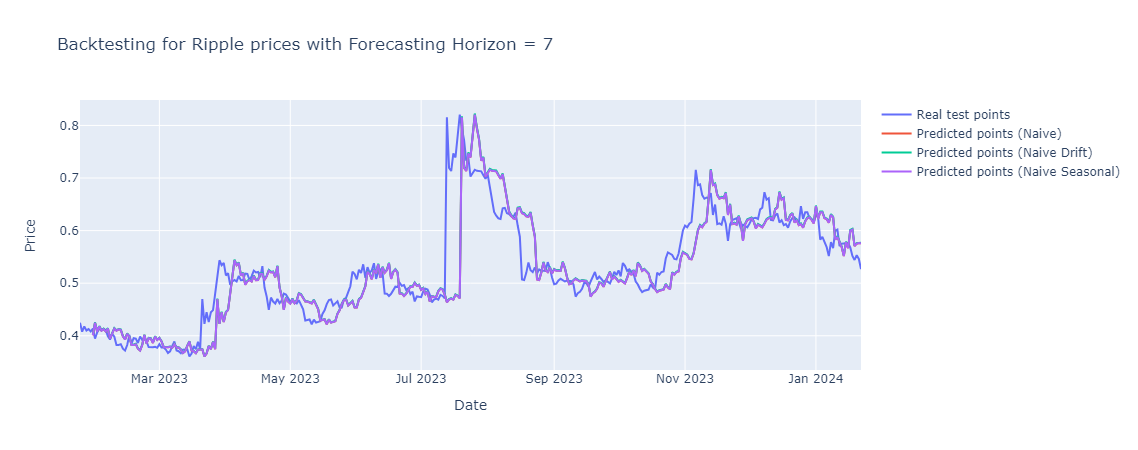 Backtesting for Ripple prices with Forecasting Horizon = 7
Real test points
Predicted points (Naive)
Predicted points (Naive Drift)
Predicted points (Naive Seasonal)
Price
0.8
0.7
0.6
0.5
0.4
Mar 2023
May 2023
Jul 2023
Sep 2023
Nov 2023
Jan 2024
Date